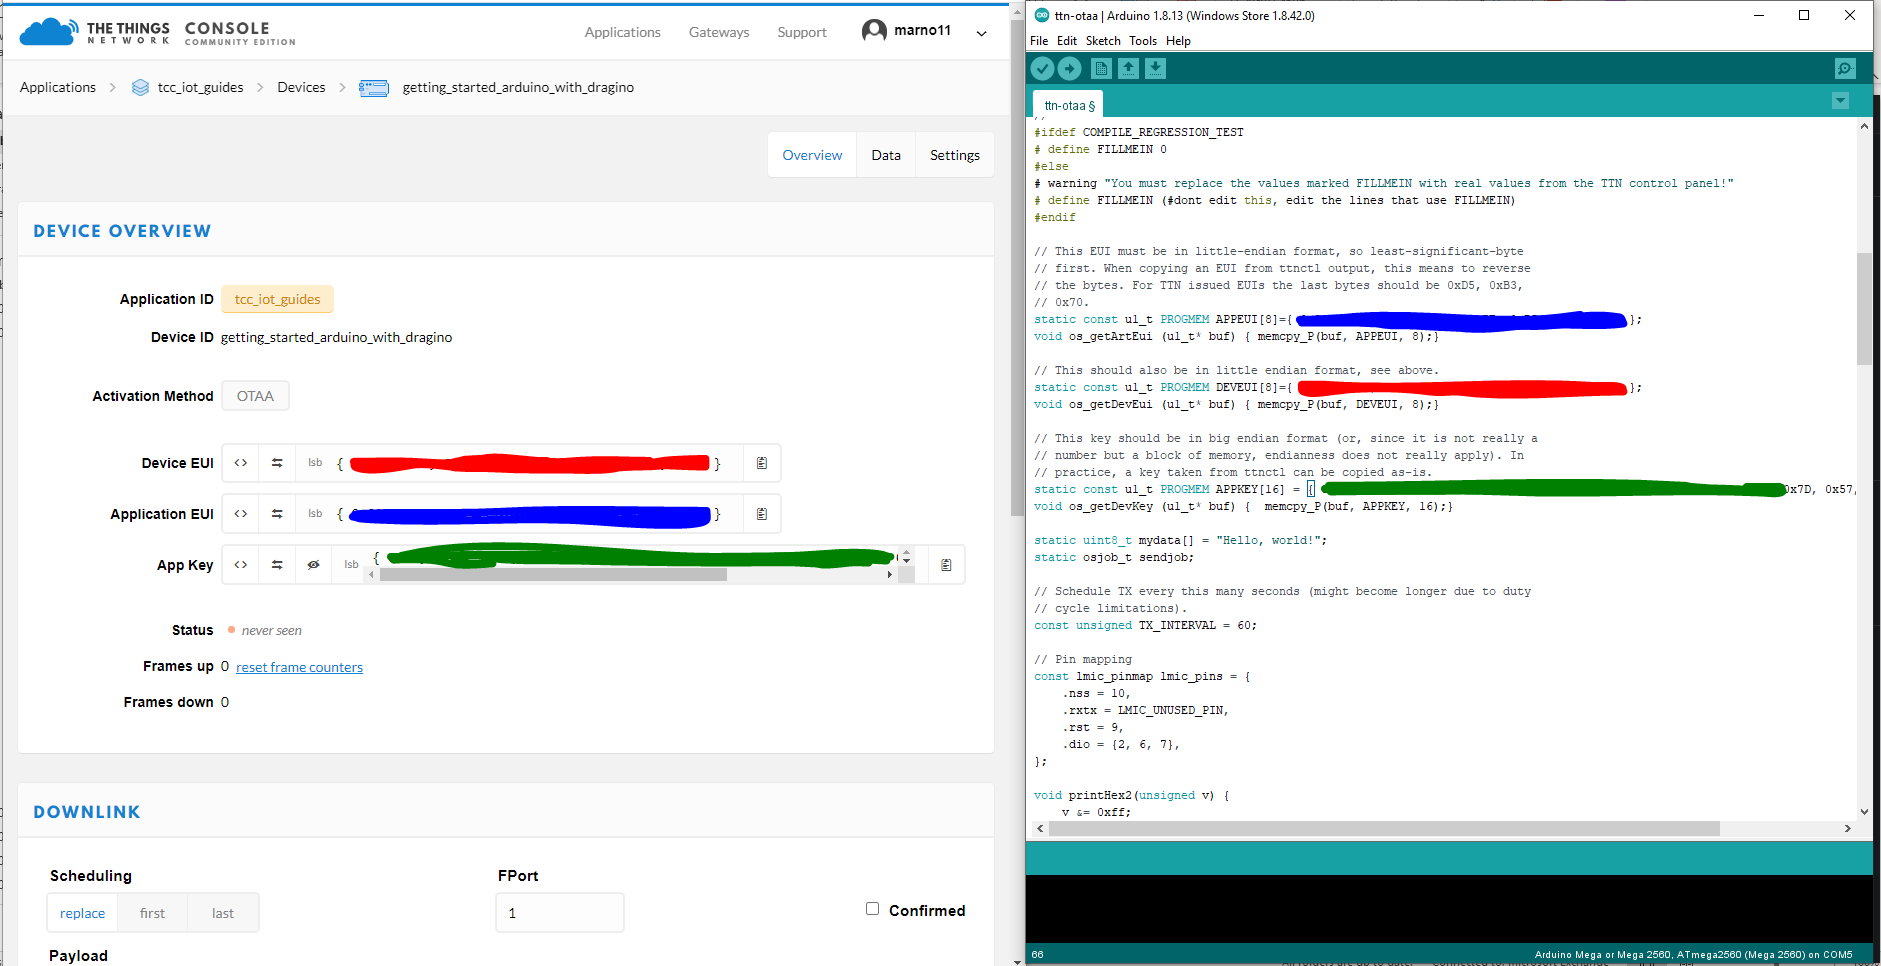 THE THINGS NETWORK
CONSOLE
COMMUNITY EDITION
Applications
Gateways
Support
marno11
Applications
tcc_iot_guides
Devices
getting_started_arduino_with_dragino
Overview
Data
Settings
DEVICE OVERVIEW
Application ID tcc_iot_guides
Device ID getting_started_arduino_with_dragino
Activation Method OTAA
Device EUI <> lsb { }
Application EUI <> lsb { }
App Key <> lsb {
Status never seen
Frames up 0 reset frame counters
Frames down 0
DOWNLINK
Scheduling
replace first last
FPort
1
Confirmed
Payload
ttn-otaa | Arduino 1.8.13 (Windows Store 1.8.42.0)
File Edit Sketch Tools Help
ttn-otaa §
//
#ifdef COMPILE_REGRESSION_TEST
# define FILLMEIN 0
#else
# warning "You must replace the values marked FILLMEIN with real values from the TTN control panel!"
# define FILLMEIN (#dont edit this, edit the lines that use FILLMEIN)
#endif
// This EUI must be in little-endian format, so least-significant-byte
// first. When copying an EUI from ttnctl output, this means to reverse
// the bytes. For TTN issued EUIs the last bytes should be 0xD5, 0xB3,
// 0x70.
static const u1_t PROGMEM APPEUI[8]={ };
void os_getArtEui (u1_t* buf) { memcpy_P(buf, APPEUI, 8);}
// This should also be in little endian format, see above.
static const u1_t PROGMEM DEVEUI[8]={ };
void os_getDevEui (u1_t* buf) { memcpy_P(buf, DEVEUI, 8);}
// This key should be in big endian format (or, since it is not really a
// number but a block of memory, endianness does not really apply). In
// practice, a key taken from ttnctl can be copied as-is.
static const u1_t PROGMEM APPKEY[16] = { 0x7D, 0x57,
void os_getDevKey (u1_t* buf) {  memcpy_P(buf, APPKEY, 16);}
static uint8_t mydata[] = "Hello, world!";
static osjob_t sendjob;
// Schedule TX every this many seconds (might become longer due to duty
// cycle limitations).
const unsigned TX_INTERVAL = 60;
// Pin mapping
const lmic_pinmap lmic_pins = {
.nss = 10,
.rxtx = LMIC_UNUSED_PIN,
.rst = 9,
.dio = {2, 6, 7},
};
void printHex2(unsigned v) {
v &= 0xff;
66
Arduino Mega or Mega 2560, ATmega2560 (Mega 2560) on COM5